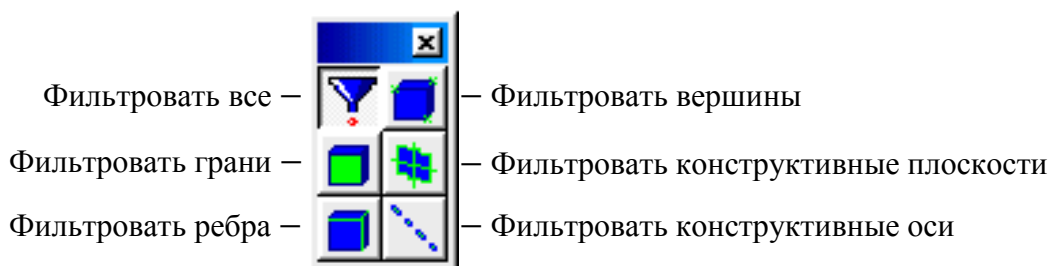 Фильтровать все – – Фильтровать вершины
Фильтровать грани – – Фильтровать конструктивные плоскости
Фильтровать ребра – – Фильтровать конструктивные оси